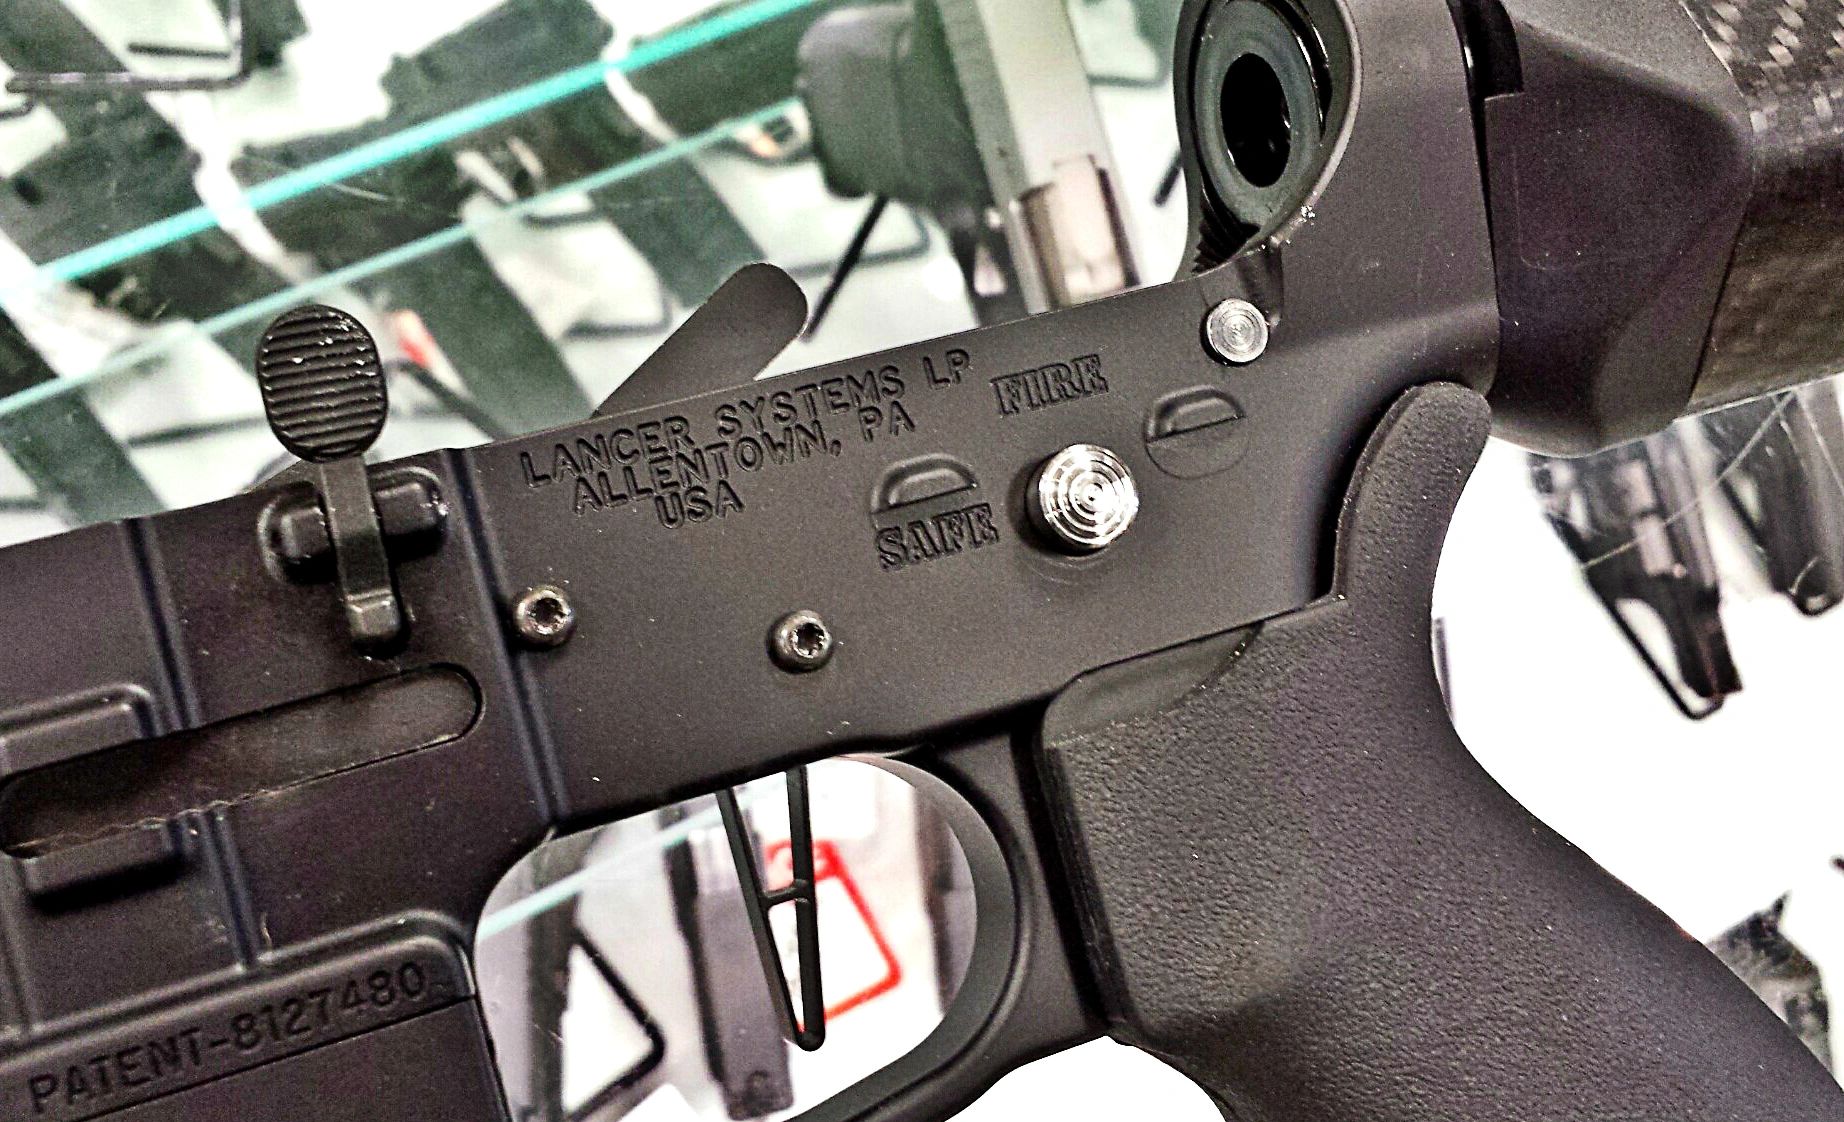 LANCER SYSTEMS LP
ALLENTOWN, PA
USA
FIRE
SAFE
PATENT-8127480